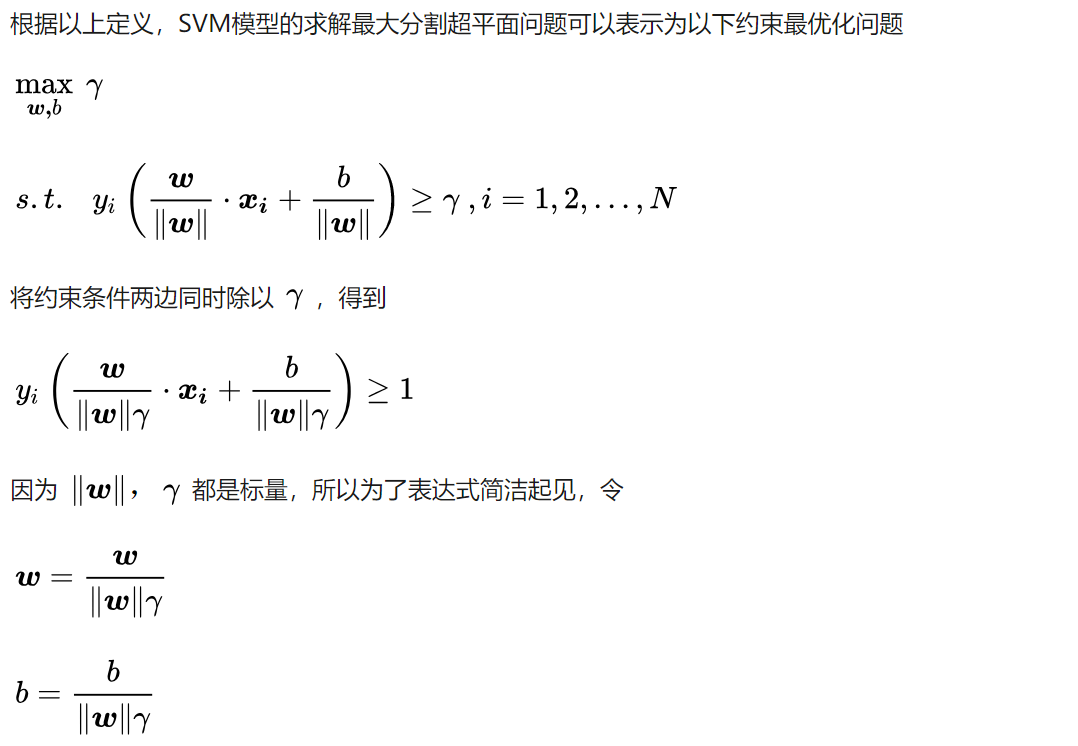 根据以上定义，SVM模型的求解最大分割超平面问题可以表示为以下约束最优化问题
$\max_{\boldsymbol{w},b} \gamma$
$s.t. \quad y_i \left( \frac{\boldsymbol{w}}{\|\boldsymbol{w}\|} \cdot \boldsymbol{x_i} + \frac{b}{\|\boldsymbol{w}\|} \right) \geq \gamma, i = 1, 2, \ldots, N$
将约束条件两边同时除以 $\gamma$ ，得到
$y_i \left( \frac{\boldsymbol{w}}{\|\boldsymbol{w}\|\gamma} \cdot \boldsymbol{x_i} + \frac{b}{\|\boldsymbol{w}\|\gamma} \right) \geq 1$
因为 $\|\boldsymbol{w}\|$， $\gamma$ 都是标量，所以为了表达式简洁起见，令
$\boldsymbol{w} = \frac{\boldsymbol{w}}{\|\boldsymbol{w}\|\gamma}$
$b = \frac{b}{\|\boldsymbol{w}\|\gamma}$